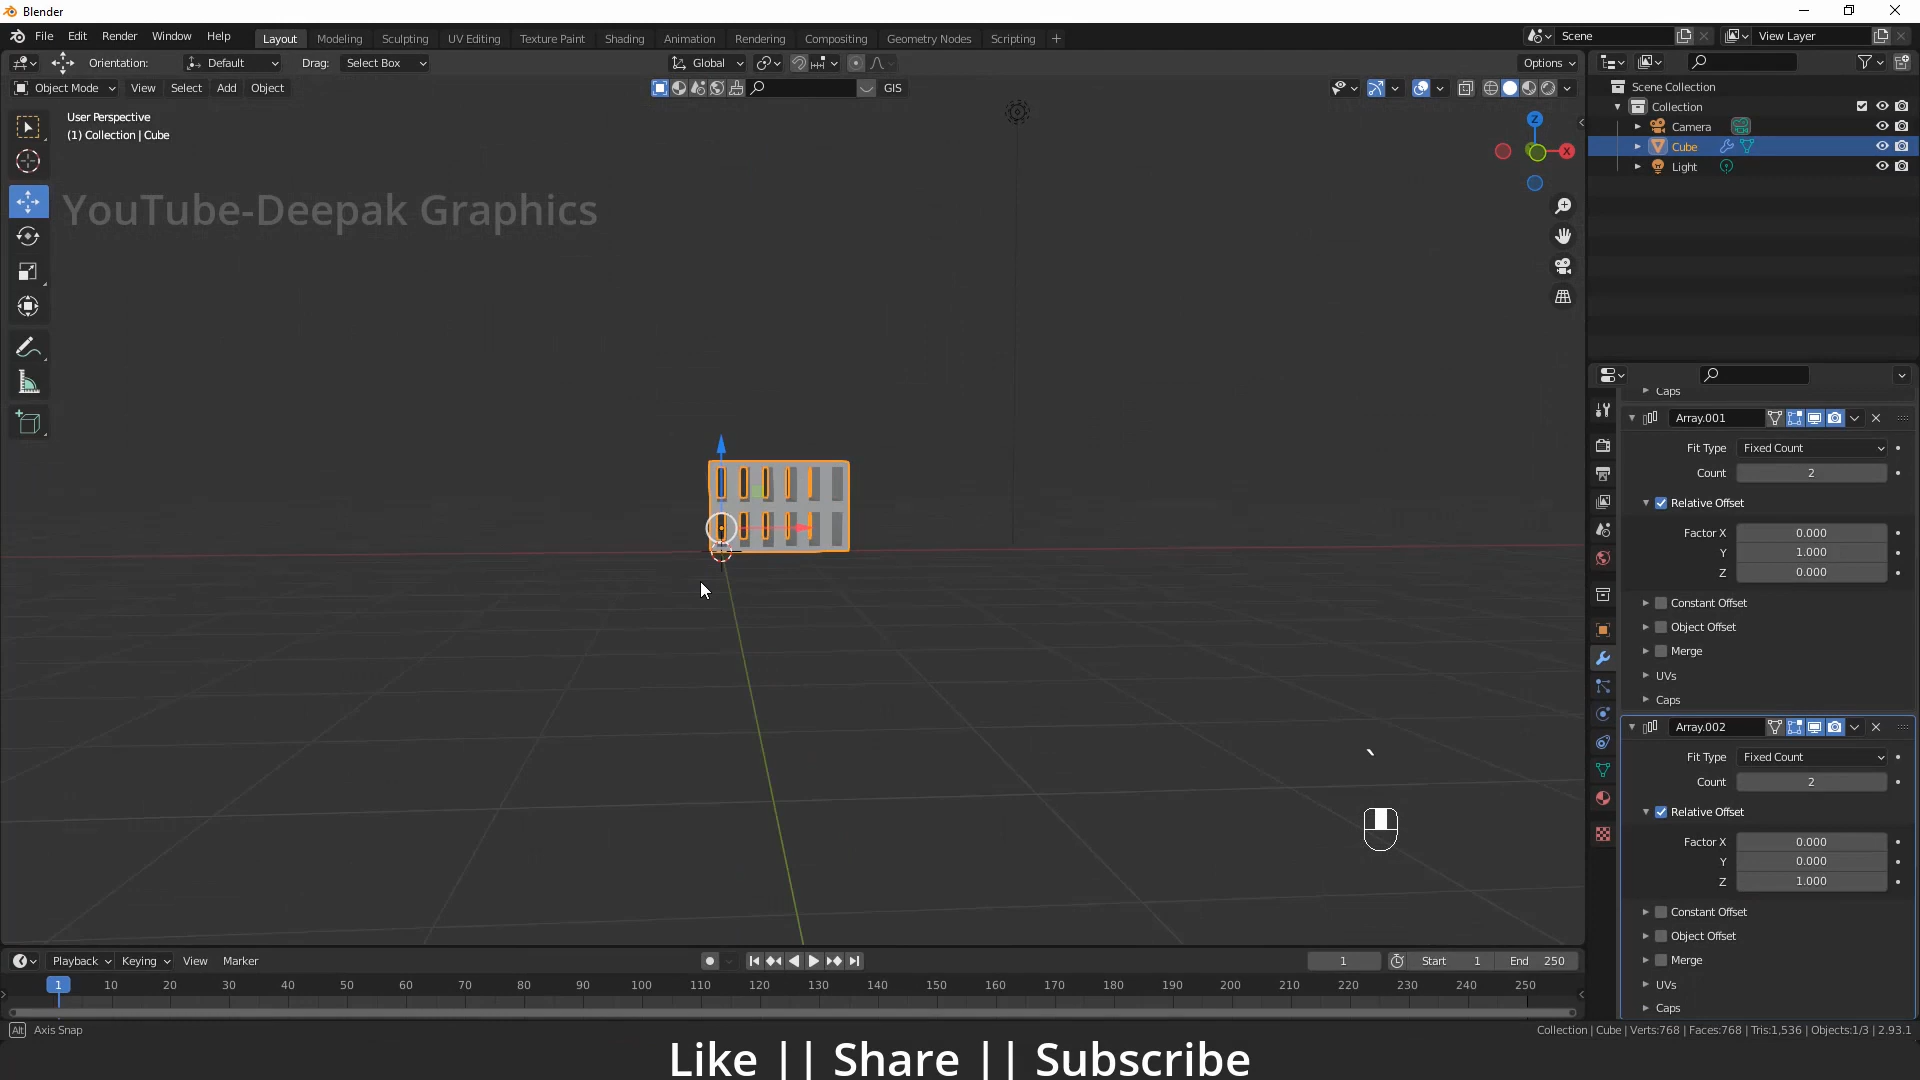 Blender
File Edit Render Window Help
Layout Modeling Sculpting UV Editing Texture Paint Shading Animation Rendering Compositing Geometry Nodes Scripting +
Scene
View Layer
Orientation: Default Drag: Select Box
Global
Options
Object Mode View Select Add Object
GIS
User Perspective
(1) Collection | Cube
YouTube-Deepak Graphics
Z
X
Scene Collection
Collection
Camera
Cube
Light
Caps
Array.001
Fit Type Fixed Count
Count 2
Relative Offset
Factor X 0.000
Y 1.000
Z 0.000
Constant Offset
Object Offset
Merge
UVs
Caps
Array.002
Fit Type Fixed Count
Count 2
Relative Offset
Factor X 0.000
Y 0.000
Z 1.000
Constant Offset
Object Offset
Merge
UVs
Caps
`
Playback Keying View Marker
1 Start 1 End 250
1 10 20 30 40 50 60 70 80 90 100 110 120 130 140 150 160 170 180 190 200 210 220 230 240 250
Alt Axis Snap
Collection | Cube | Verts:768 | Faces:768 | Tris:1,536 | Objects:1/3 | 2.93.1
Like || Share || Subscribe